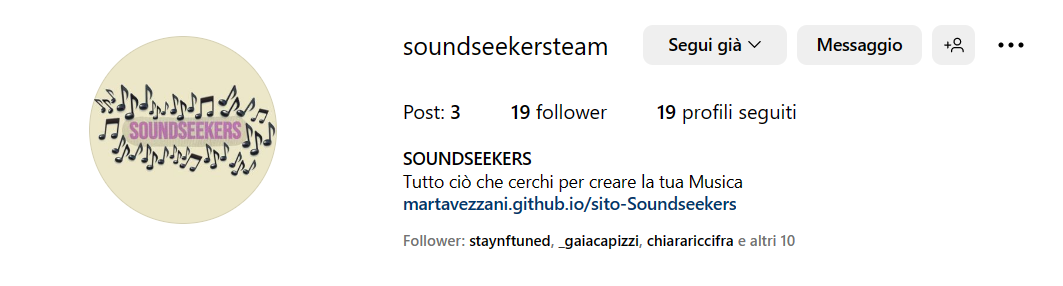 soundseekersteam
Segui già
Messaggio
Post: 3
19 follower
19 profili seguiti
SOUNDSEEKERS
SOUNDSEEKERS
Tutto ciò che cerchi per creare la tua Musica
martavezzani.github.io/sito-Soundseekers
Follower: staynftuned, _gaiacapizzi, chiarariccifra e altri 10